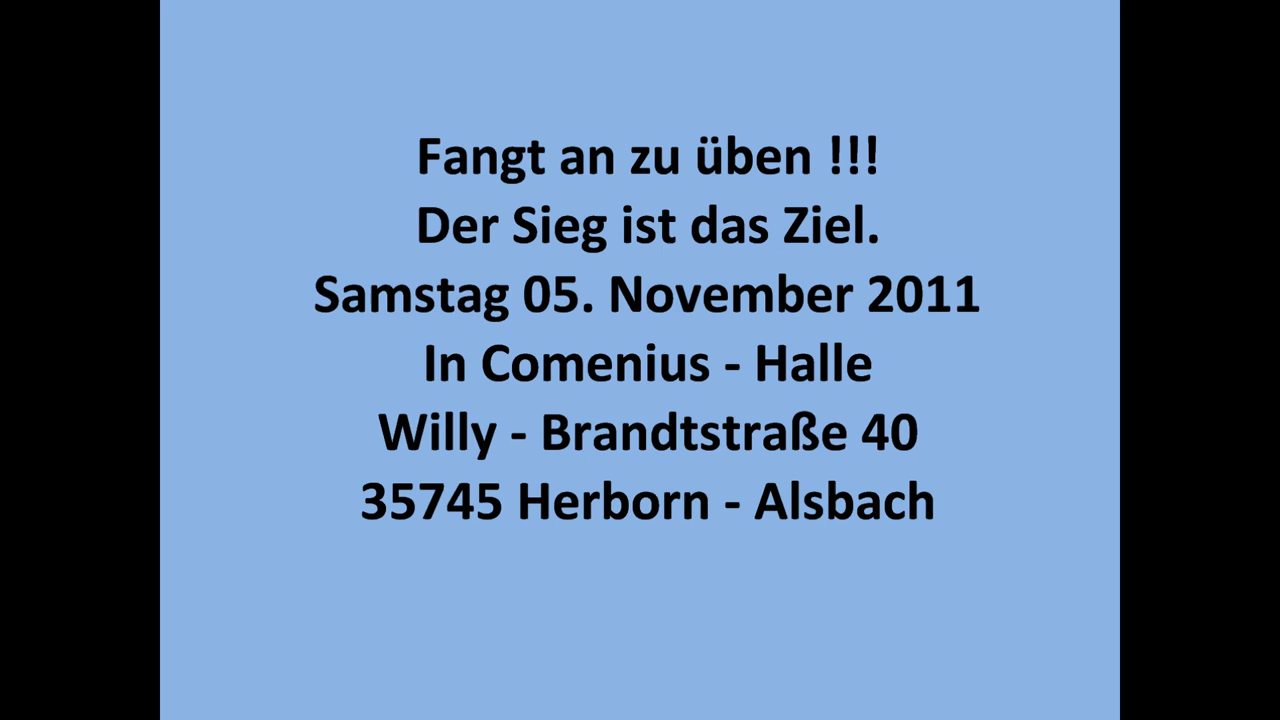 Fangt an zu üben !!!
Der Sieg ist das Ziel.
Samstag 05. November 2011
In Comenius - Halle
Willy - Brandtstraße 40
35745 Herborn - Alsbach